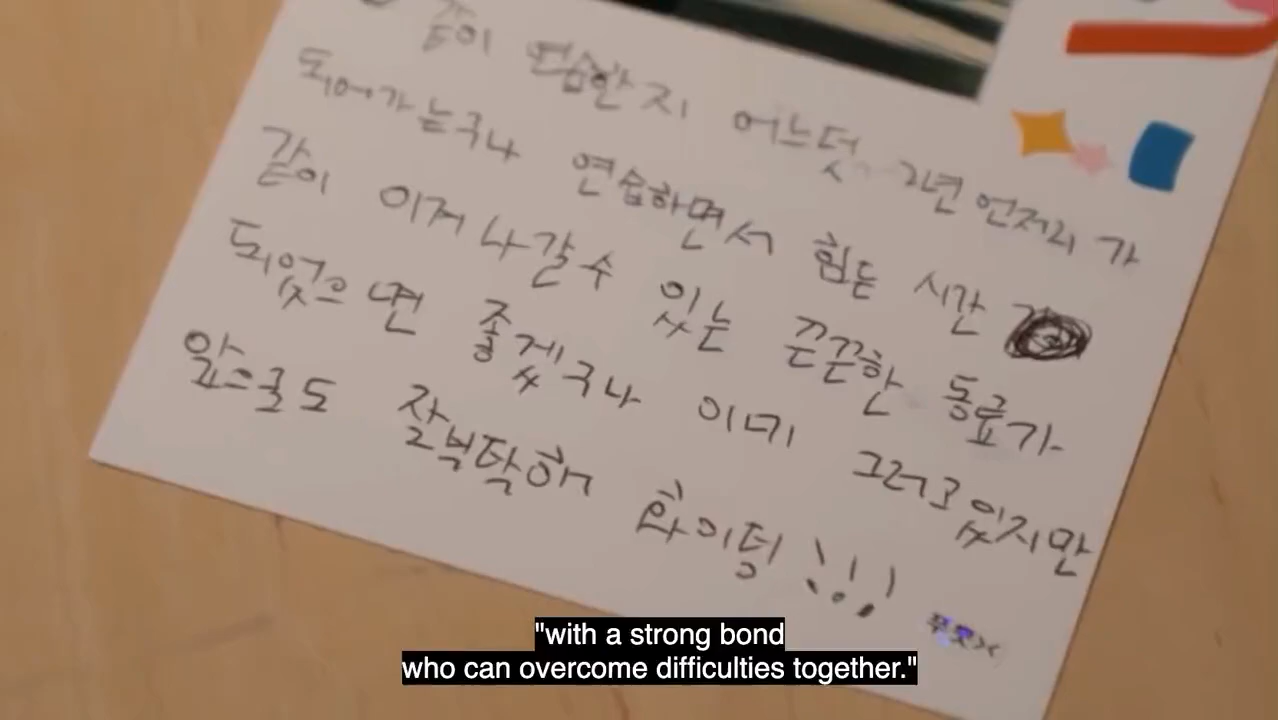 같이 연습한지 어느덧 2년 언저리가
되어가는구나 연습하면서 힘든 시간
같이 이겨나갈수 있는 끈끈한 동료가
되었으면 좋겠구나 이미 그러고있지만
앞으로도 잘부탁해 화이팅!!!
"with a strong bond
who can overcome difficulties together."